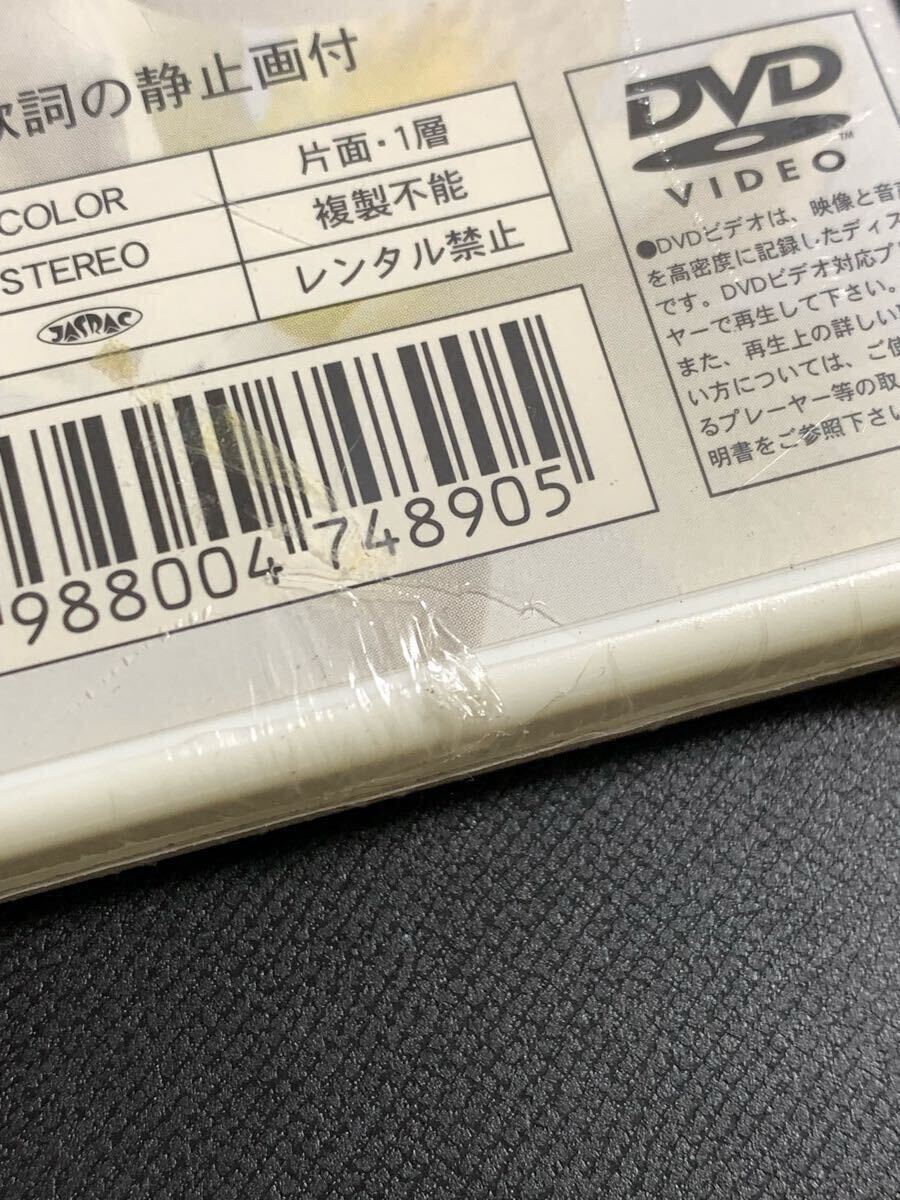 詞の静止画付
COLOR
片面・1層
STEREO
複製不能
JASRAC
レンタル禁止
988004 748905
DVD
VIDEO
TM
●DVDビデオは、映像と音声
を高密度に記録したディス
です。DVDビデオ対応プ
ヤーで再生して下さい。
また、再生上の詳しい
い方については、ご使
るプレーヤー等の取
明書をご参照下さい